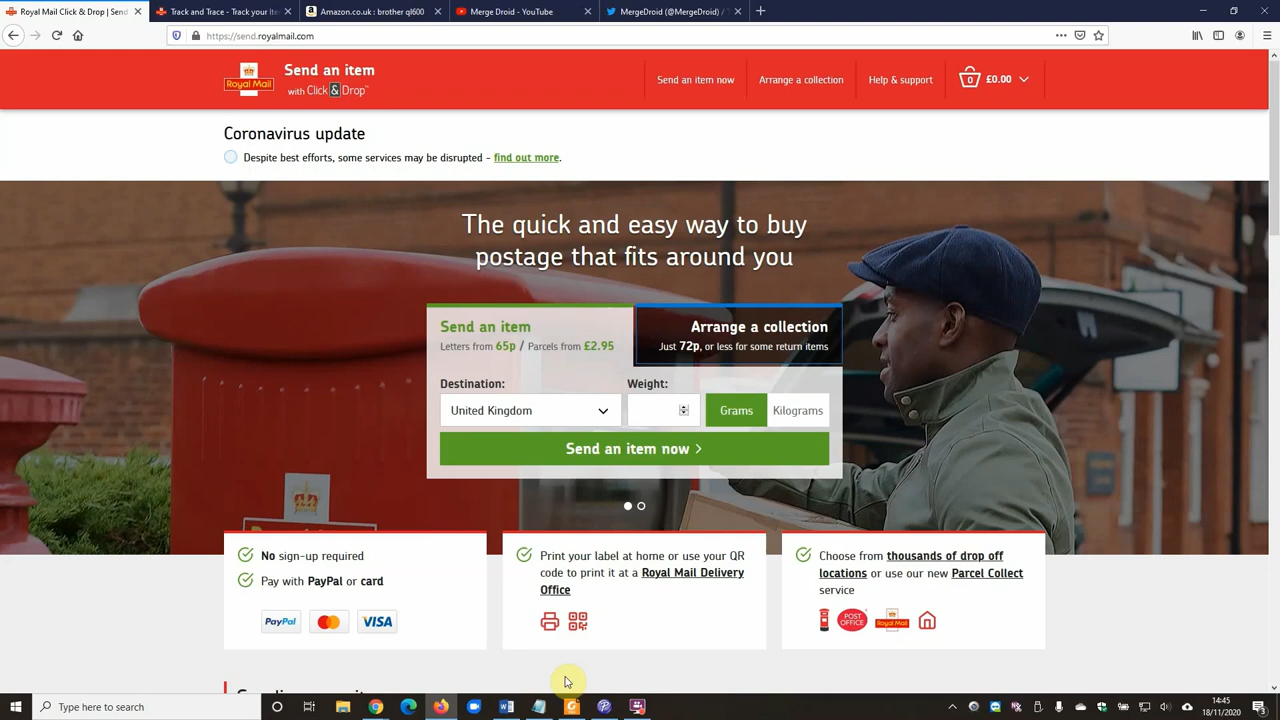 Royal Mail Click & Drop | Send
Track and Trace - Track your Ite
Amazon.co.uk : brother ql600
Merge Droid - YouTube
MergeDroid (@MergeDroid) / T
https://send.royalmail.com
Royal Mail
Send an item
with Click & Drop™
Send an item now
Arrange a collection
Help & support
0
£0.00
Coronavirus update
Despite best efforts, some services may be disrupted - find out more.
The quick and easy way to buy
postage that fits around you
Send an item
Letters from 65p / Parcels from £2.95
Arrange a collection
Just 72p, or less for some return items
Destination:
Weight:
United Kingdom
Grams
Kilograms
Send an item now
No sign-up required
Pay with PayPal or card
PayPal
VISA
Print your label at home or use your QR
code to print it at a Royal Mail Delivery
Office
Choose from thousands of drop off
locations or use our new Parcel Collect
service
POST
OFFICE
Royal Mail
Type here to search
14:45
18/11/2020
3